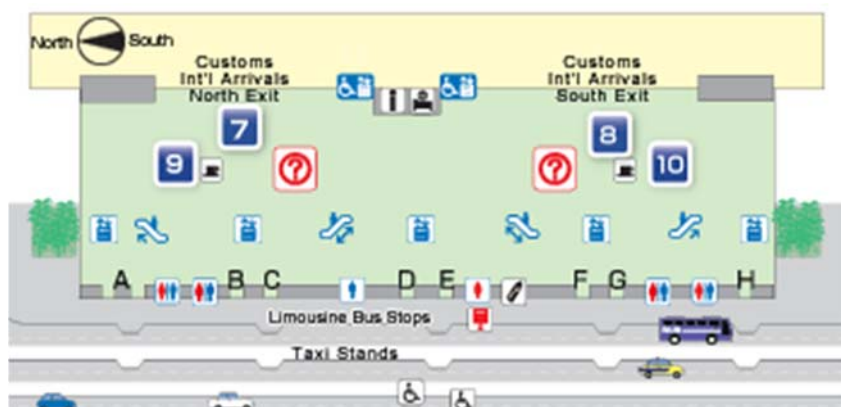 North South
Customs
Int'l Arrivals
North Exit
Customs
Int'l Arrivals
South Exit
7
8
9
10
?
?
A
B
C
D
E
F
G
H
Limousine Bus Stops
Taxi Stands